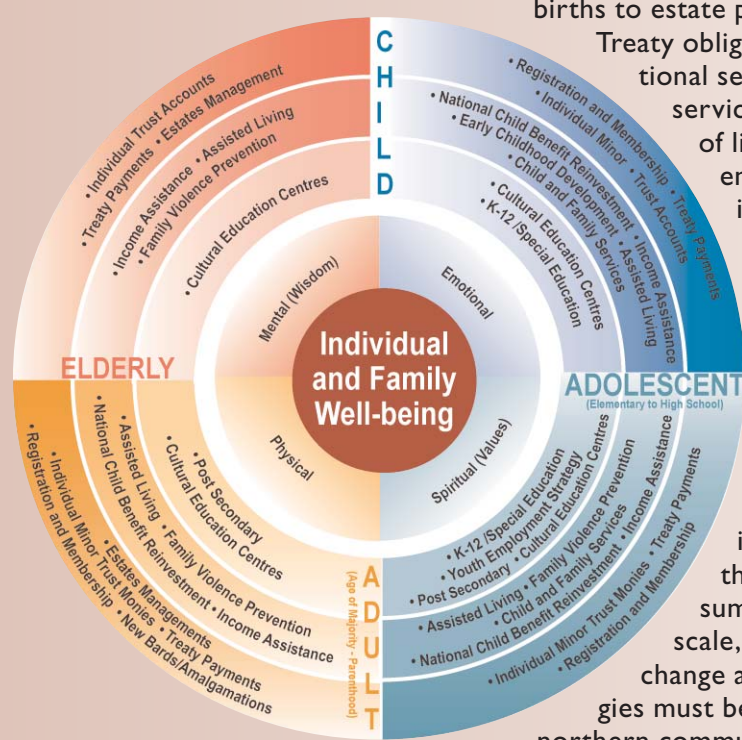 births to estate p
Treaty oblig
tional se
servic
of li
en
i
i
th
sum
scale,
change a
gies must be
northern commu
CHILD
• Registration and Membership • Treaty Payments
• Individual Minor • Trust Accounts
• National Child Benefit Reinvestment • Income Assistance
• Early Childhood Development • Assisted Living
• Child and Family Services
• Cultural Education Centres
• K-12 /Special Education
Emotional
ADOLESCENT
(Elementary to High School)
Spiritual (Values)
• K-12 /Special Education
• Youth Employment Strategy
• Post Secondary • Cultural Education Centres
• Assisted Living • Family Violence Prevention
• Child and Family Services
• National Child Benefit Reinvestment • Income Assistance
• Individual Minor Trust Monies • Treaty Payments
• Registration and Membership
ADULT
(Age of Majority - Parenthood)
Physical
• Post Secondary
• Cultural Education Centres
• Assisted Living • Family Violence Prevention
• National Child Benefit Reinvestment • Income Assistance
• Estates Managements
• Individual Minor Trust Monies • Treaty Payments
• Registration and Membership • New Bards/Amalgamations
ELDERLY
Mental (Wisdom)
• Cultural Education Centres
• Income Assistance • Assisted Living
• Family Violence Prevention
• Individual Trust Accounts
• Treaty Payments • Estates Management
Individual
and Family
Well-being